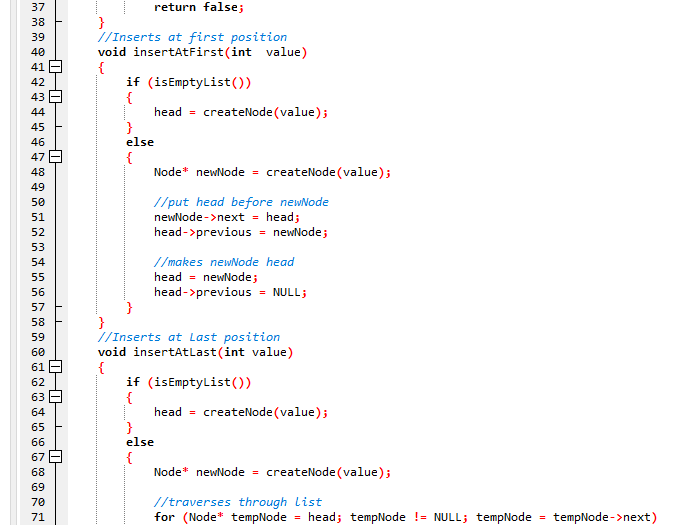 37 return false;
38 }
39 //Inserts at first position
40 void insertAtFirst(int  value)
41 {
42 if (isEmptyList())
43 {
44 head = createNode(value);
45 }
46 else
47 {
48 Node* newNode = createNode(value);
49
50 //put head before newNode
51 newNode->next = head;
52 head->previous = newNode;
53
54 //makes newNode head
55 head = newNode;
56 head->previous = NULL;
57 }
58 }
59 //Inserts at Last position
60 void insertAtLast(int value)
61 {
62 if (isEmptyList())
63 {
64 head = createNode(value);
65 }
66 else
67 {
68 Node* newNode = createNode(value);
69
70 //traverses through list
71 for (Node* tempNode = head; tempNode != NULL; tempNode = tempNode->next)